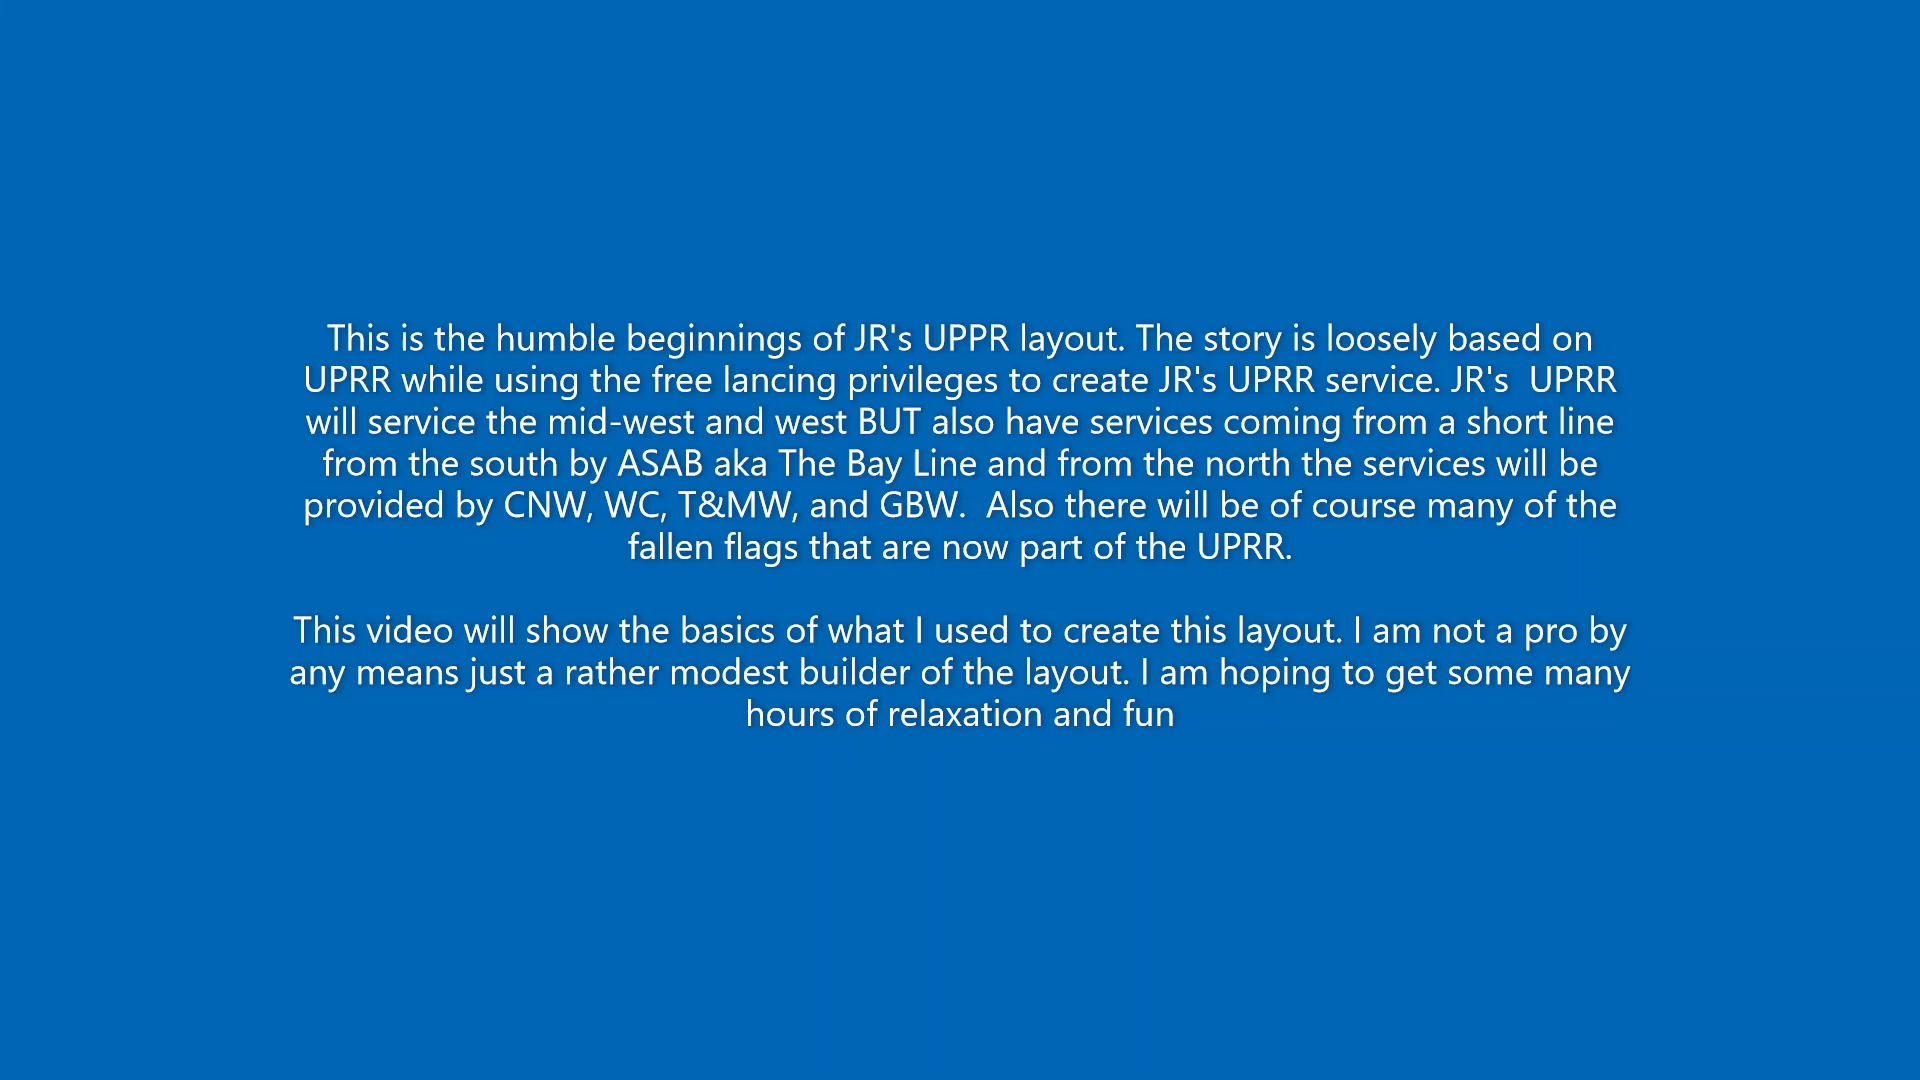 This is the humble beginnings of JR's UPPR layout. The story is loosely based on
UPRR while using the free lancing privileges to create JR's UPRR service. JR's  UPRR
will service the mid-west and west BUT also have services coming from a short line
from the south by ASAB aka The Bay Line and from the north the services will be
provided by CNW, WC, T&MW, and GBW.  Also there will be of course many of the
fallen flags that are now part of the UPRR.
This video will show the basics of what I used to create this layout. I am not a pro by
any means just a rather modest builder of the layout. I am hoping to get some many
hours of relaxation and fun